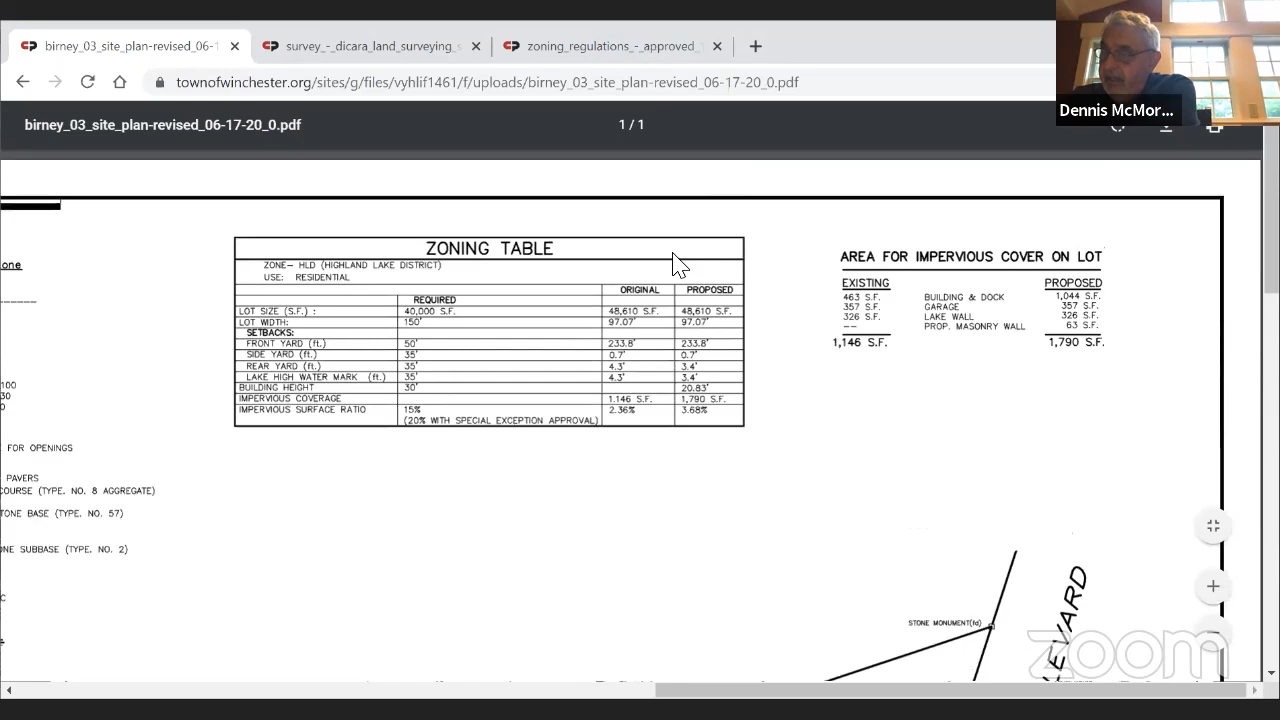 birney_03_site_plan-revised_06-1
survey_-_dicara_land_surveying_s
zoning_regulations_-_approved_1
townofwinchester.org/sites/g/files/vyhlif1461/f/uploads/birney_03_site_plan-revised_06-17-20_0.pdf
Dennis McMor...
birney_03_site_plan-revised_06-17-20_0.pdf
1 / 1
one
ZONING TABLE
ZONE- HLD (HIGHLAND LAKE DISTRICT)
USE: RESIDENTIAL
ORIGINAL PROPOSED
REQUIRED
LOT SIZE (S.F.) : 40,000 S.F. 48,610 S.F. 48,610 S.F.
LOT WIDTH: 150' 97.07' 97.07'
SETBACKS:
FRONT YARD (ft.) 50' 233.8' 233.8'
SIDE YARD (ft.) 35' 0.7' 0.7'
REAR YARD (ft.) 35' 4.3' 3.4'
LAKE HIGH WATER MARK (ft.) 35' 4.3' 3.4'
BUILDING HEIGHT 30' 20.83'
IMPERVIOUS COVERAGE 1.146 S.F. 1,790 S.F.
IMPERVIOUS SURFACE RATIO 15% 2.36% 3.68%
(20% WITH SPECIAL EXCEPTION APPROVAL)
AREA FOR IMPERVIOUS COVER ON LOT
EXISTING PROPOSED
463 S.F. BUILDING & DOCK 1,044 S.F.
357 S.F. GARAGE 357 S.F.
326 S.F. LAKE WALL 326 S.F.
-- PROP. MASONRY WALL 63 S.F.
1,146 S.F. 1,790 S.F.
100
30
0
FOR OPENINGS
PAVERS
COURSE (TYPE. NO. 8 AGGREGATE)
TONE BASE (TYPE. NO. 57)
ONE SUBBASE (TYPE. NO. 2)
STONE MONUMENT(fd)
LEVARD
zoom